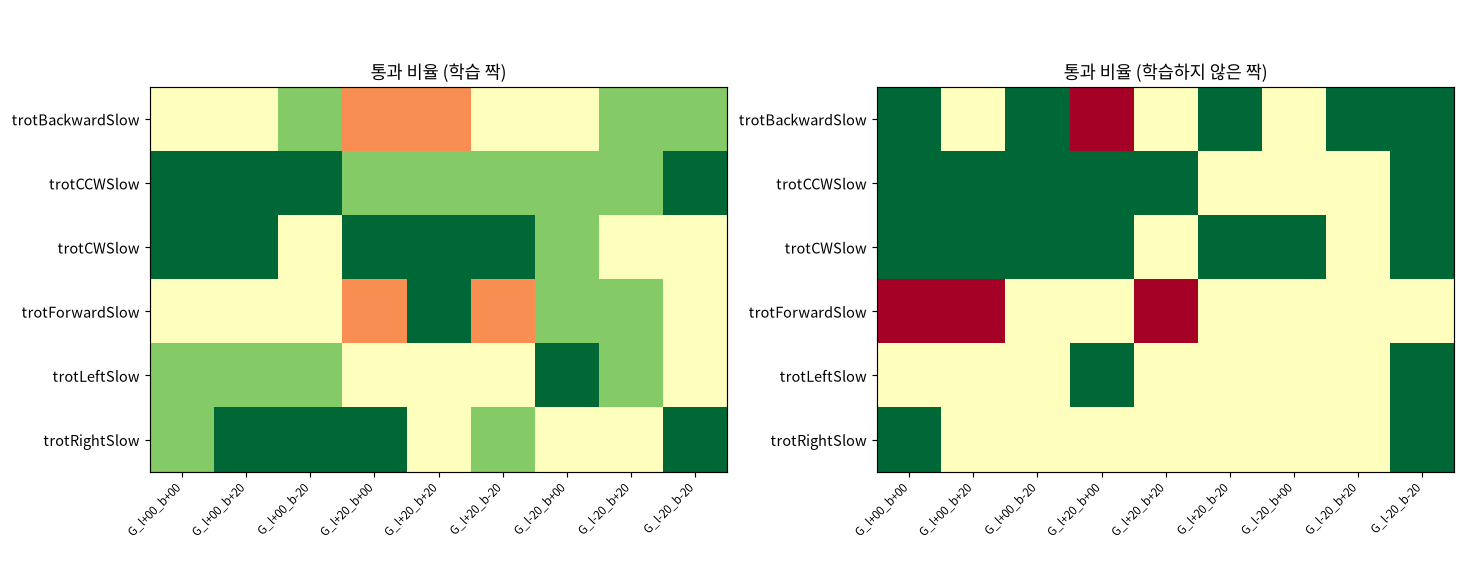 통과 비율 (학습 짝)
trotBackwardSlow
trotCCWSlow
trotCWSlow
trotForwardSlow
trotLeftSlow
trotRightSlow
G_l+00_b+00
G_l+00_b+20
G_l+00_b-20
G_l+20_b+00
G_l+20_b+20
G_l+20_b-20
G_l-20_b+00
G_l-20_b+20
G_l-20_b-20
통과 비율 (학습하지 않은 짝)
trotBackwardSlow
trotCCWSlow
trotCWSlow
trotForwardSlow
trotLeftSlow
trotRightSlow
G_l+00_b+00
G_l+00_b+20
G_l+00_b-20
G_l+20_b+00
G_l+20_b+20
G_l+20_b-20
G_l-20_b+00
G_l-20_b+20
G_l-20_b-20